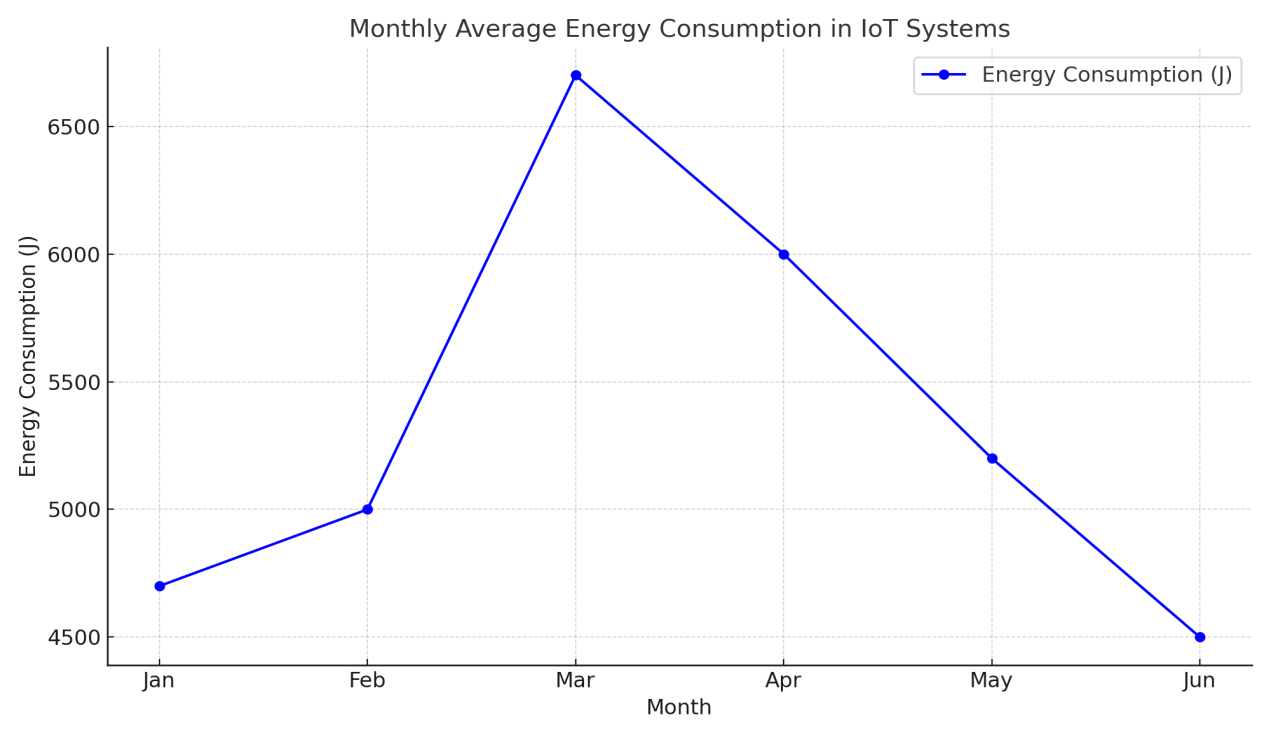 Monthly Average Energy Consumption in IoT Systems
Energy Consumption (J)
Energy Consumption (J)
6500
6000
5500
5000
4500
Jan Feb Mar Apr May Jun
Month